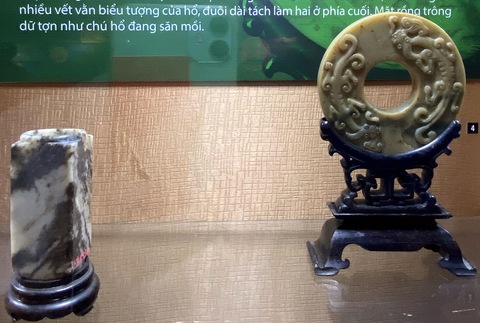 nhiều vết vằn biểu tượng của hổ, đuôi dài tách làm hai ở phía cuối. Mặt rồng trông
dữ tợn như chú hổ đang săn mồi.
4